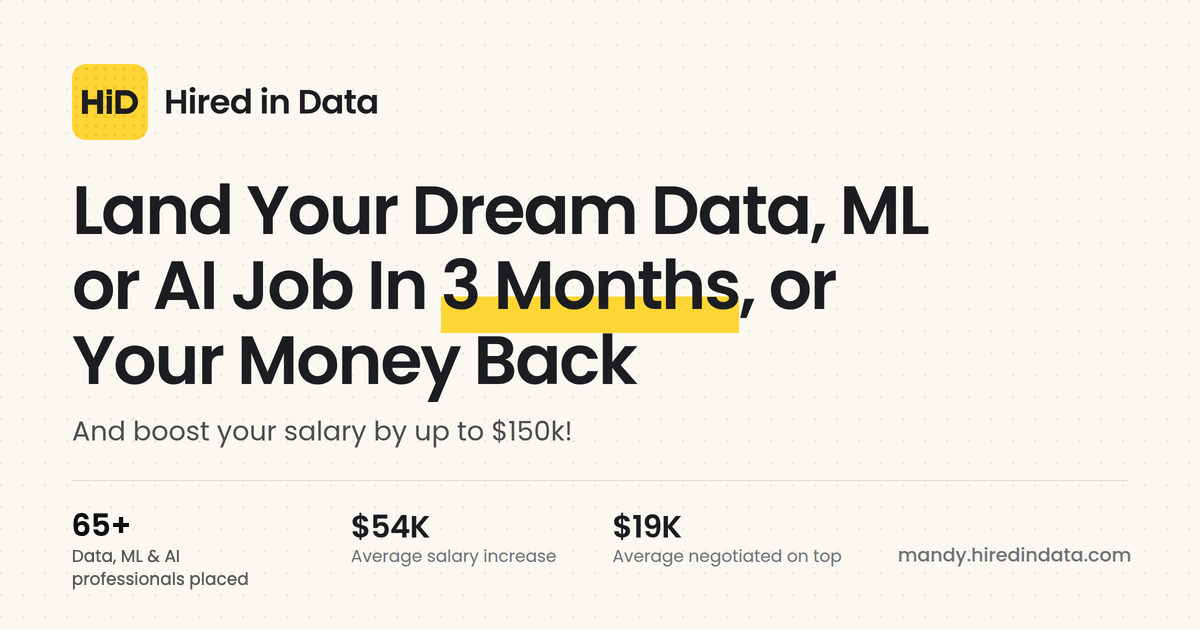 HiD
Hired in Data
Land Your Dream Data, ML
or AI Job In 3 Months, or
Your Money Back
And boost your salary by up to $150k!
65+
Data, ML & AI
professionals placed
$54K
Average salary increase
$19K
Average negotiated on top
mandy.hiredindata.com